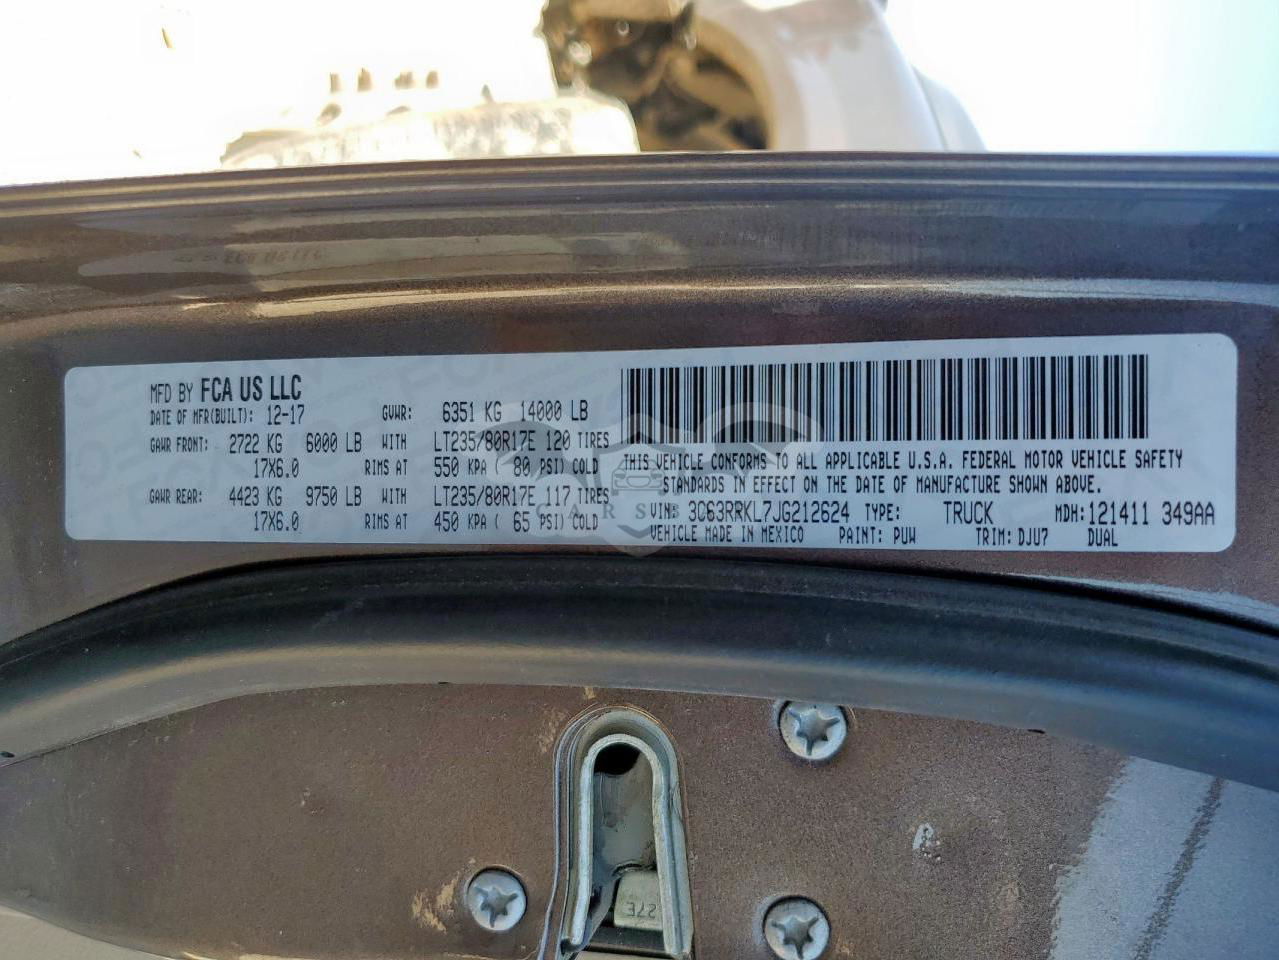 MFD BY FCA US LLC
DATE OF MFR(BUILT): 12-17 GVWR: 6351 KG 14000 LB
GAWR FRONT: 2722 KG 6000 LB WITH LT235/80R17E 120 TIRES
17X6.0 RIMS AT 550 KPA ( 80 PSI) COLD
GAWR REAR: 4423 KG 9750 LB WITH LT235/80R17E 117 TIRES
17X6.0 RIMS AT 450 KPA ( 65 PSI) COLD
THIS VEHICLE CONFORMS TO ALL APPLICABLE U.S.A. FEDERAL MOTOR VEHICLE SAFETY
STANDARDS IN EFFECT ON THE DATE OF MANUFACTURE SHOWN ABOVE.
VIN: 3C63RRKL7JG212624 TYPE: TRUCK MDH: 121411 349AA
VEHICLE MADE IN MEXICO PAINT: PUW TRIM: DJU7 DUAL
CARS
27E